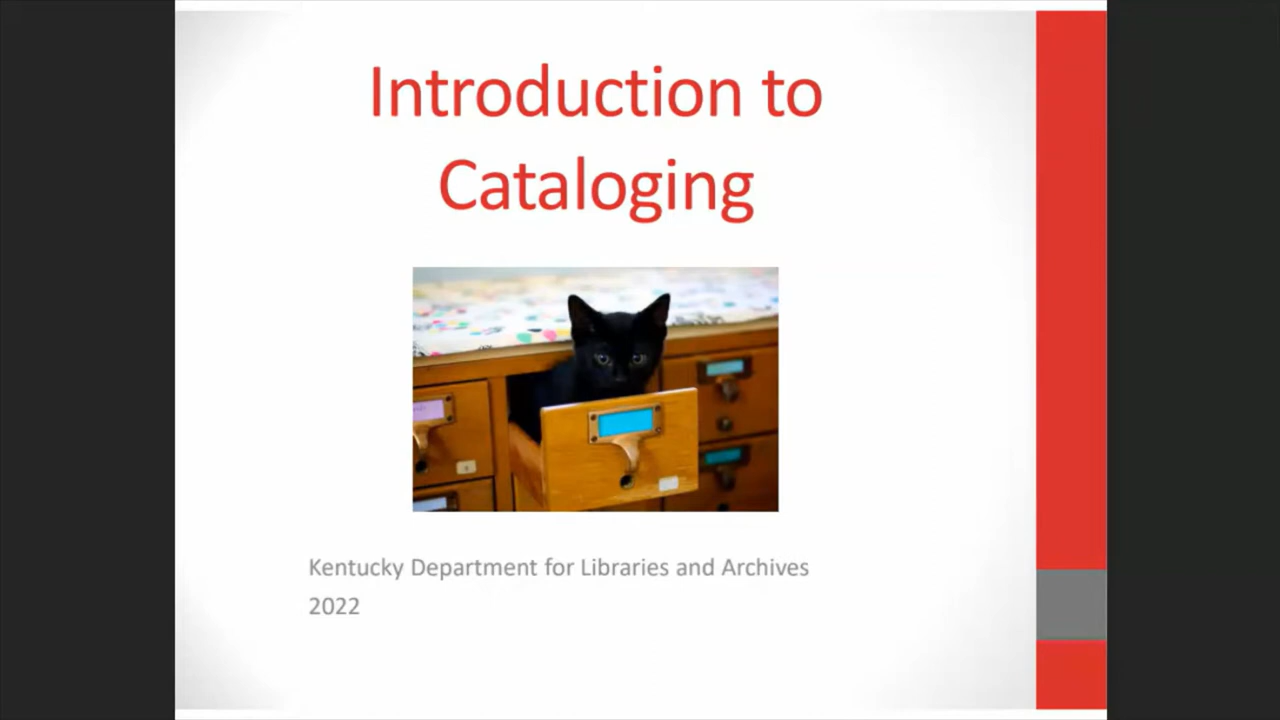 Introduction to
Cataloging
Kentucky Department for Libraries and Archives
2022